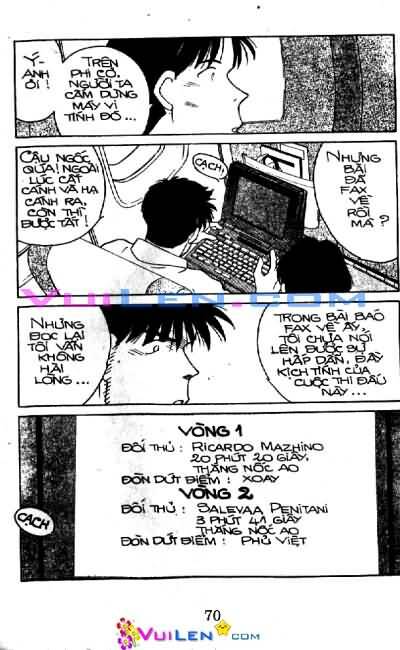 Ý-
ANH
ƠI!
TRÊN
PHI CƠ,
NGƯỜI TA
CẤM DÙNG
MÁY VI
TÍNH ĐÓ...
CẬU NGỐC
QUÁ! NGOÀI
LÚC CẤT
CÁNH VÀ HẠ
CÁNH RA,
CÒN THÌ
ĐƯỢC TẤT!
CẠCH
NHƯNG
BÀI
ĐÃ
FAX
VỀ
RỒI
MÀ?
VUILEN.COM
NHƯNG
ĐỌC LẠI
TÔI VẪN
KHÔNG
HÀI
LÒNG...
TRONG BÀI BÁO
FAX VỀ ẤY,
TÔI CHƯA NÓI
LÊN ĐƯỢC SỰ
HẤP DẪN, ĐẦY
KỊCH TÍNH CỦA
CUỘC THI ĐẤU
NÀY...
VÒNG 1
ĐỐI THỦ : RICARDO MAZHINO
20 PHÚT 20 GIÂY,
THẮNG NỐC AO
ĐÒN DỨT ĐIỂM : XOAY
VÒNG 2
ĐỐI THỦ : SALEVAA PENITANI
3 PHÚT 41 GIÂY
THẮNG NỐC AO
ĐÒN DỨT ĐIỂM : PHỦ VIỆT
CẠCH
70
VUILEN.COM